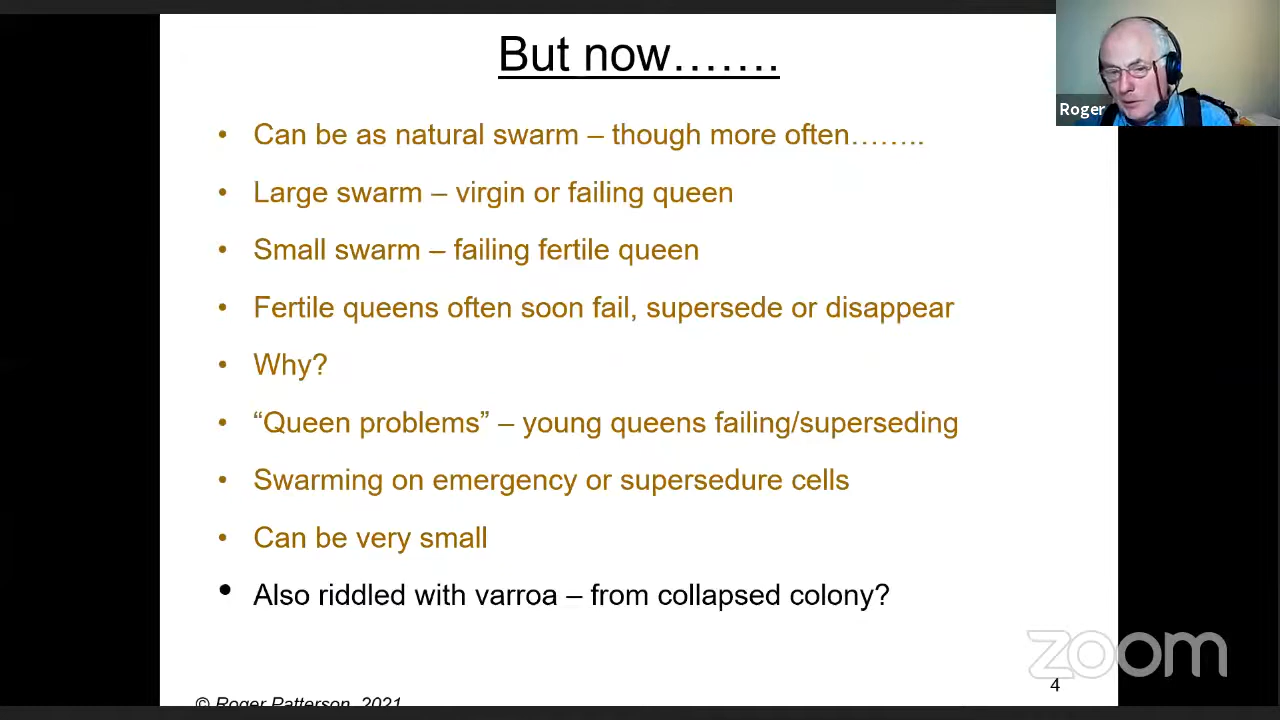 But now…….
Roger
• Can be as natural swarm – though more often……..
• Large swarm – virgin or failing queen
• Small swarm – failing fertile queen
• Fertile queens often soon fail, supersede or disappear
• Why?
• “Queen problems” – young queens failing/superseding
• Swarming on emergency or supersedure cells
• Can be very small
• Also riddled with varroa – from collapsed colony?
zoom
4
© Roger Patterson, 2021